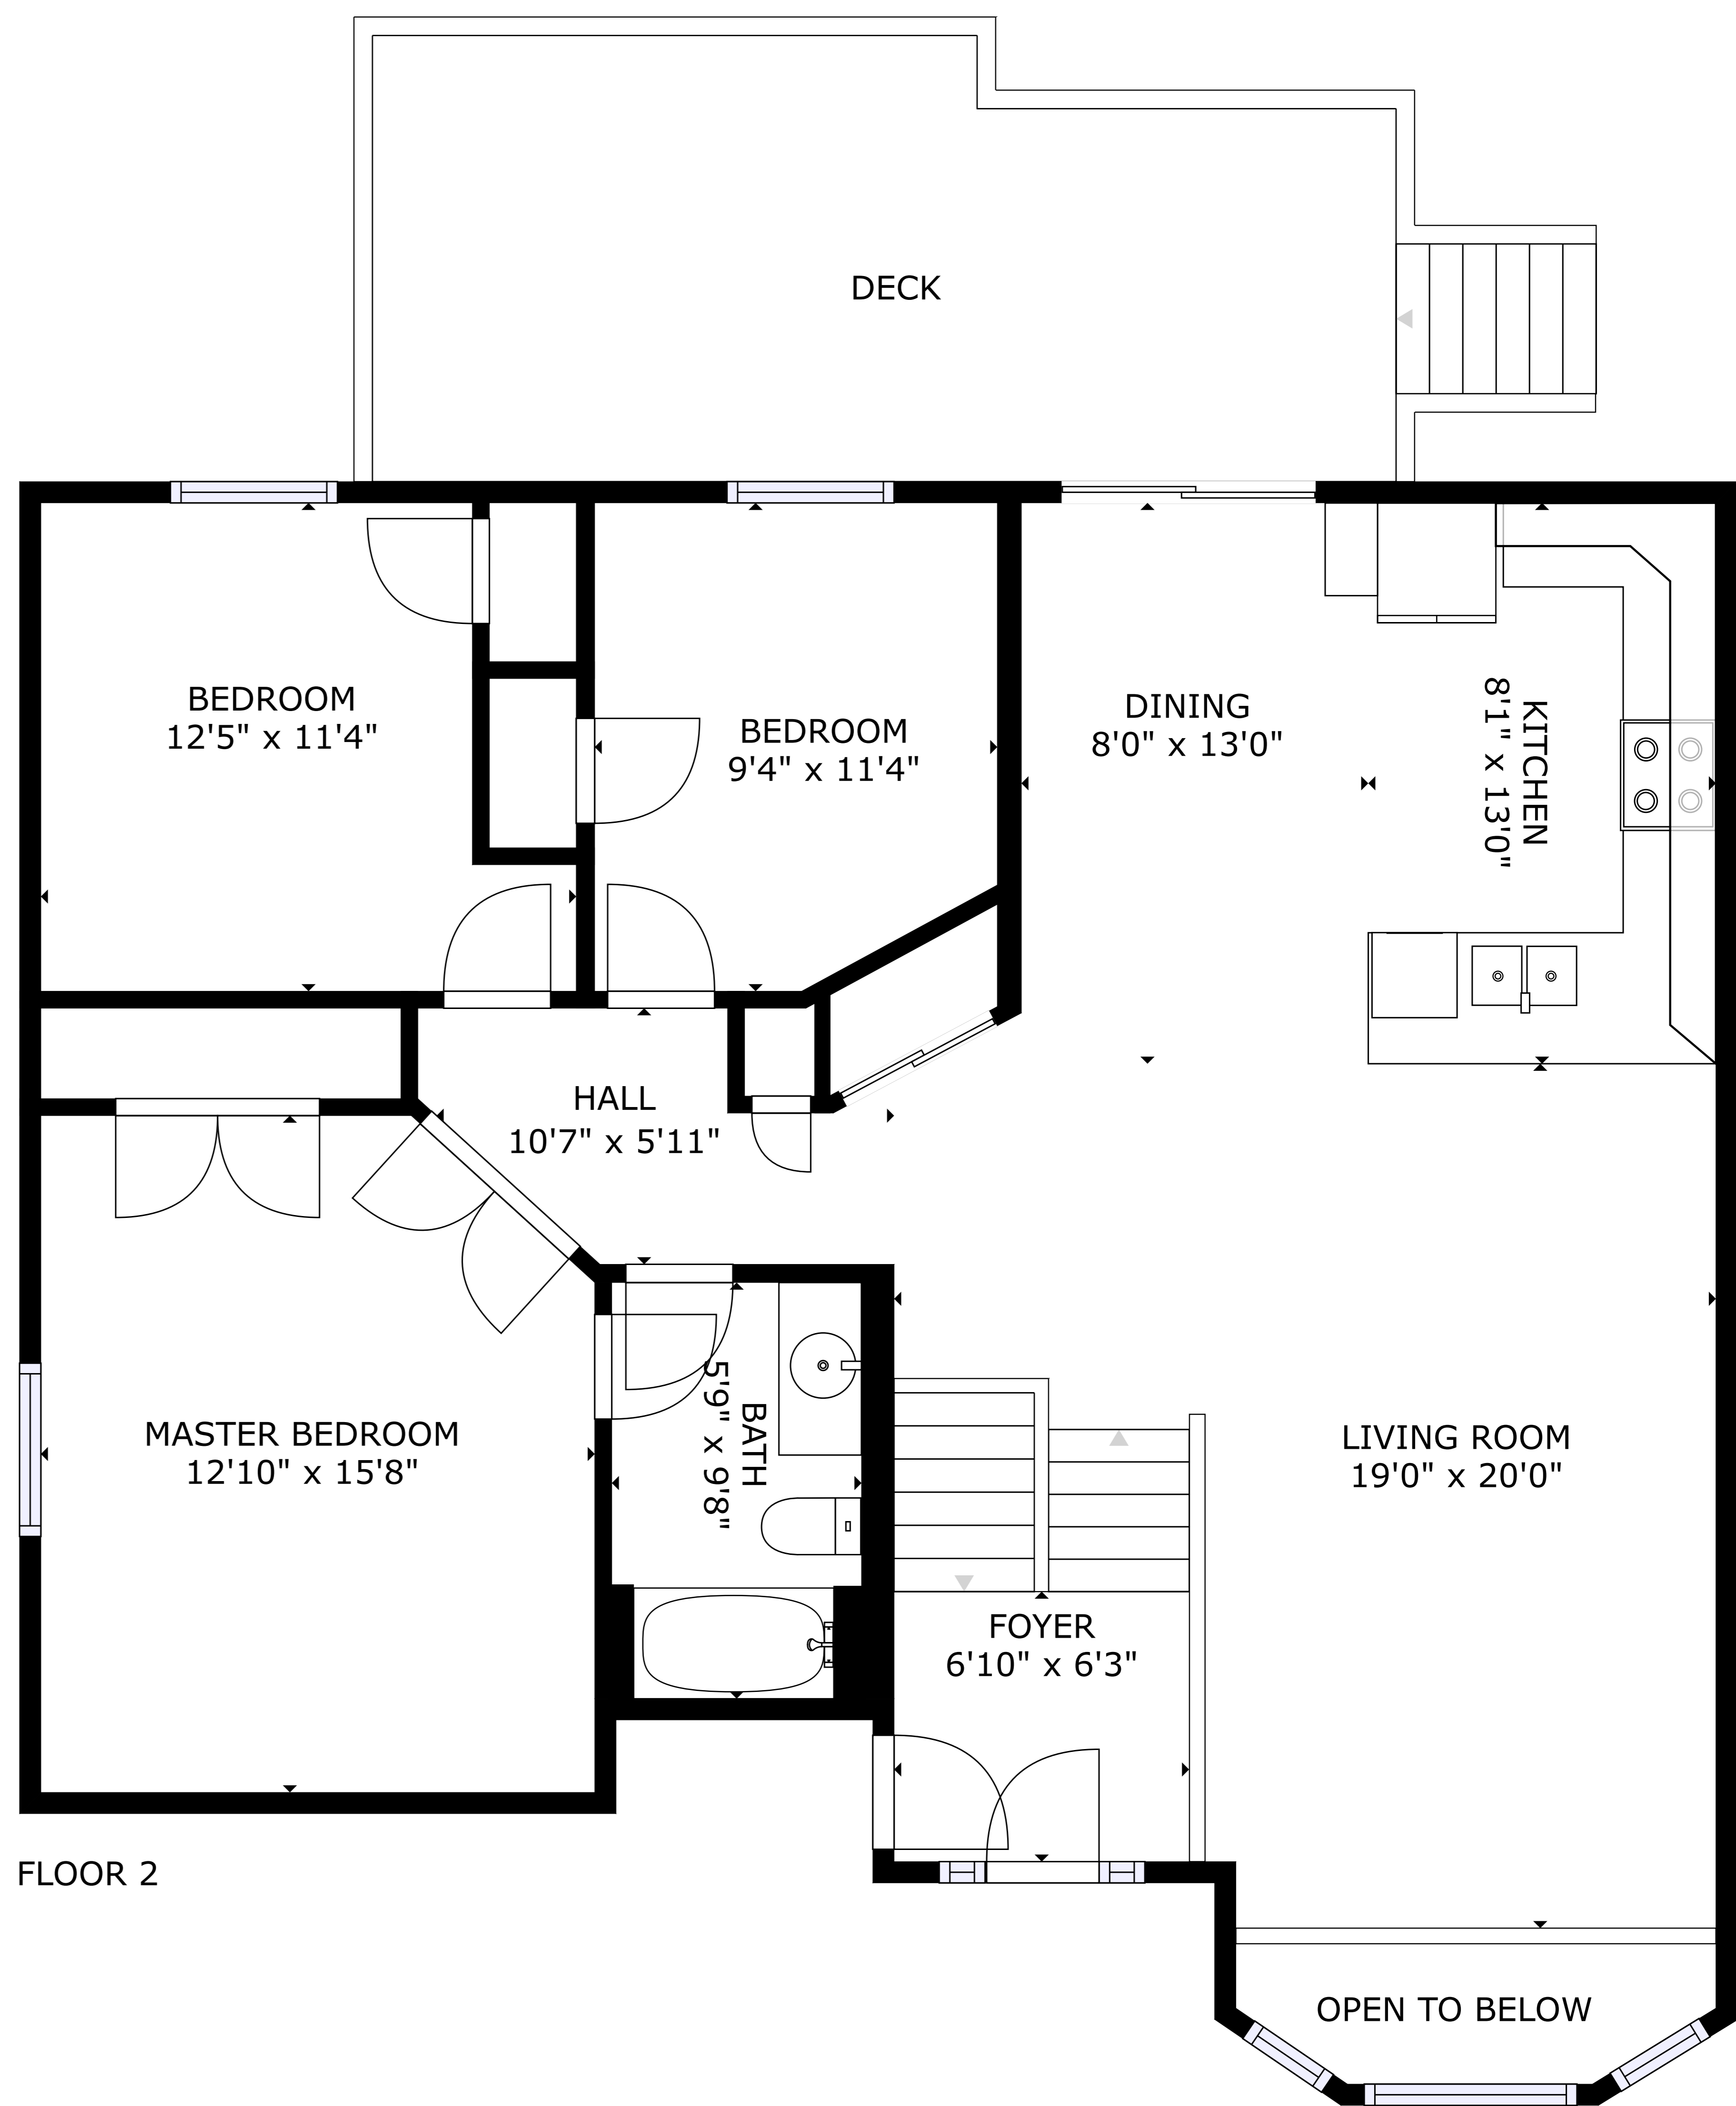 DECK
BEDROOM
12'5" x 11'4"
BEDROOM
9'4" x 11'4"
DINING
8'0" x 13'0"
KITCHEN
8'1" x 13'0"
HALL
10'7" x 5'11"
MASTER BEDROOM
12'10" x 15'8"
BATH
5'9" x 9'8"
LIVING ROOM
19'0" x 20'0"
FOYER
6'10" x 6'3"
FLOOR 2
OPEN TO BELOW